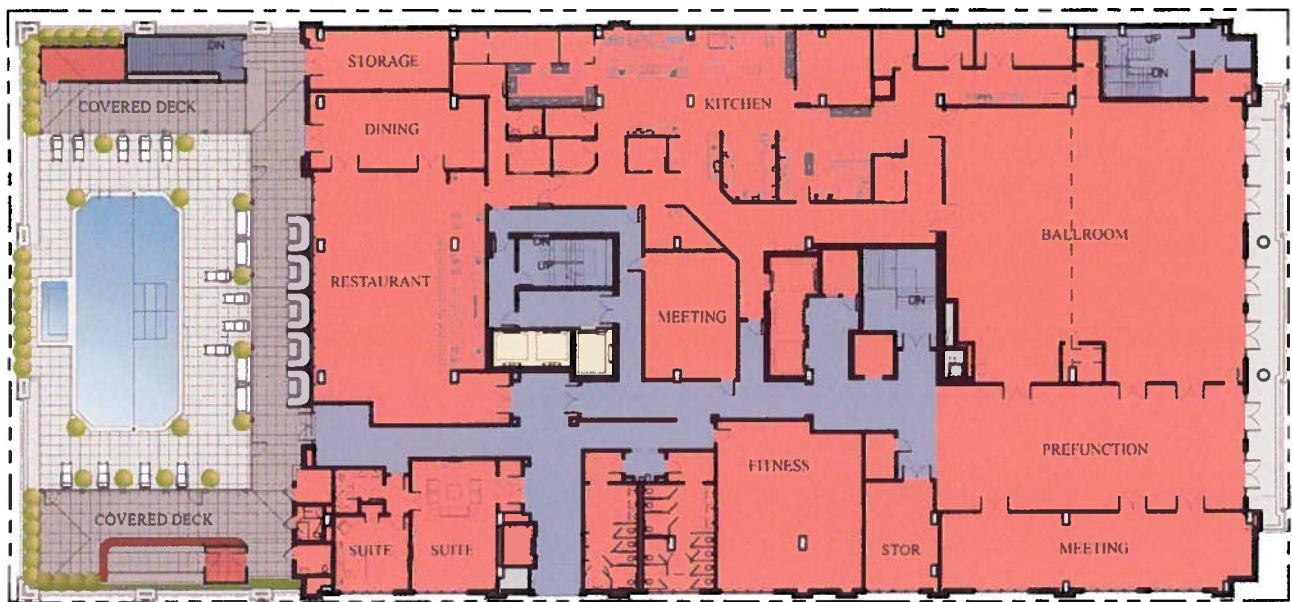 DN
STORAGE
UP
DN
COVERED DECK
KITCHEN
DINING
BALLROOM
DN
UP
RESTAURANT
DN
MEETING
PREFUNCTION
FITNESS
COVERED DECK
SUITE
SUITE
STOR
MEETING